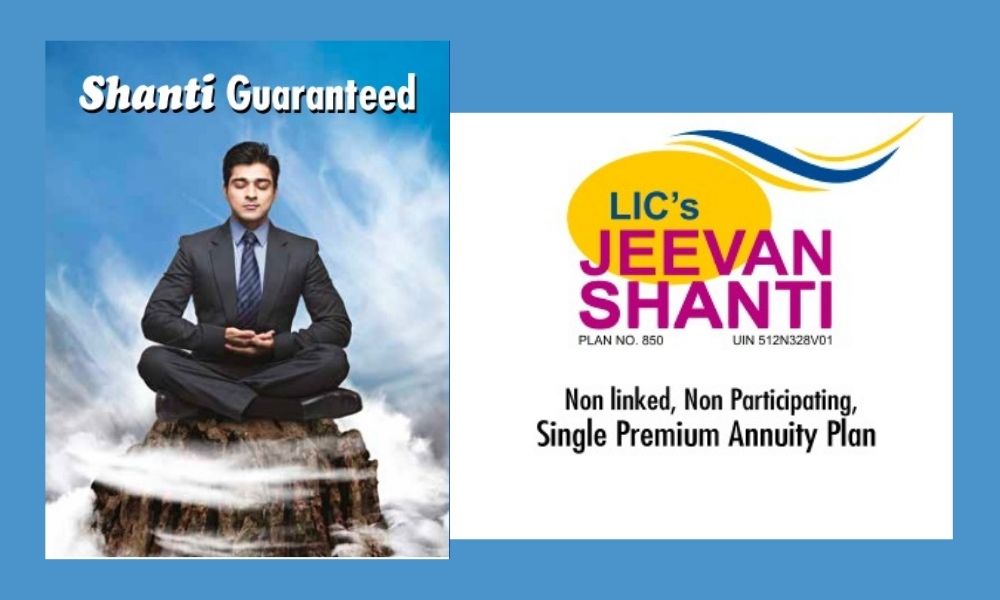 Shanti Guaranteed
LIC's
JEEVAN
SHANTI
PLAN NO. 850 UIN 512N328V01
Non linked, Non Participating,
Single Premium Annuity Plan